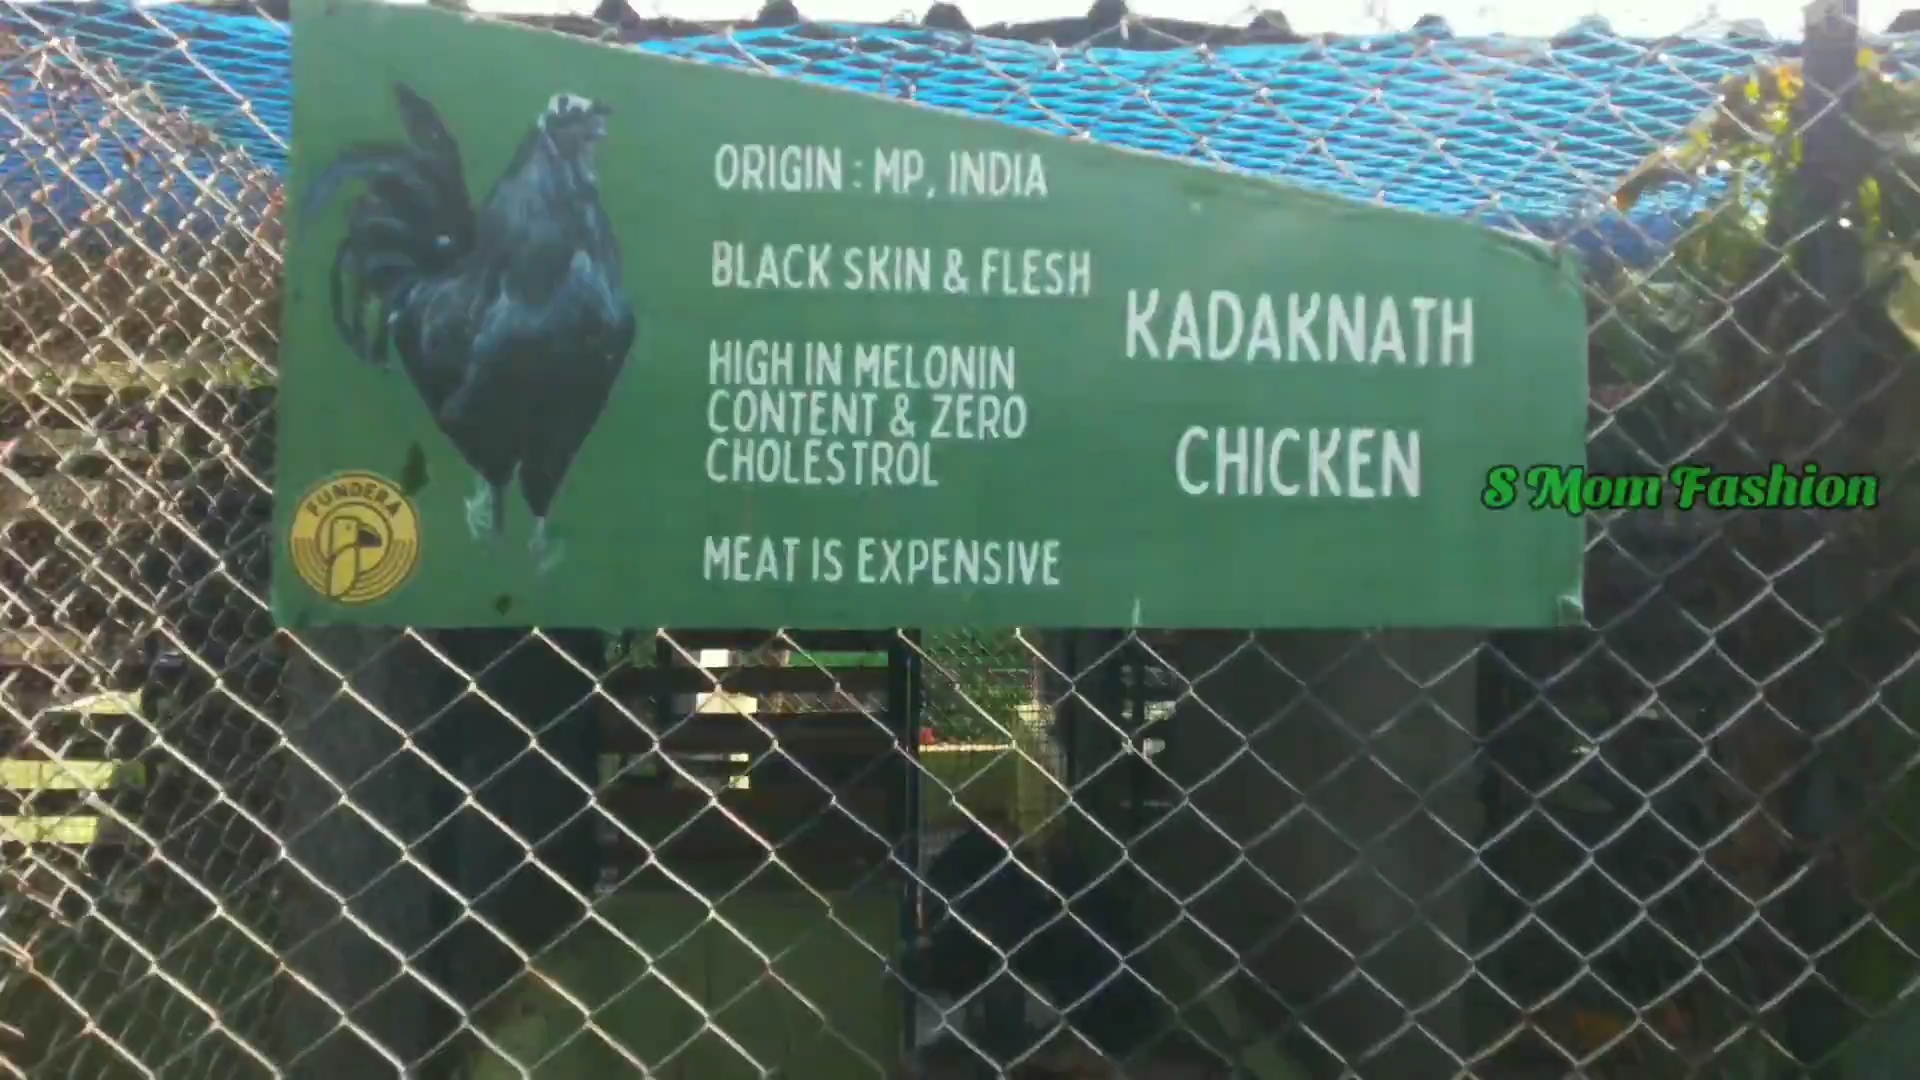 ORIGIN : MP, INDIA
BLACK SKIN & FLESH
HIGH IN MELONIN
CONTENT & ZERO
CHOLESTROL
MEAT IS EXPENSIVE
KADAKNATH
CHICKEN
FUNDERA
S Mom Fashion